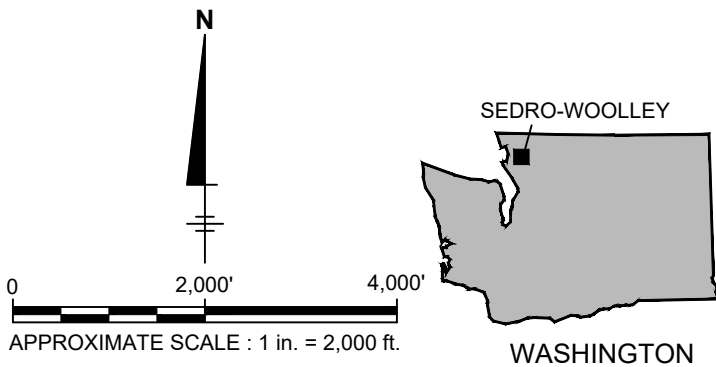 N
SEDRO-WOOLLEY
0
2,000'
4,000'
APPROXIMATE SCALE : 1 in. = 2,000 ft.
WASHINGTON